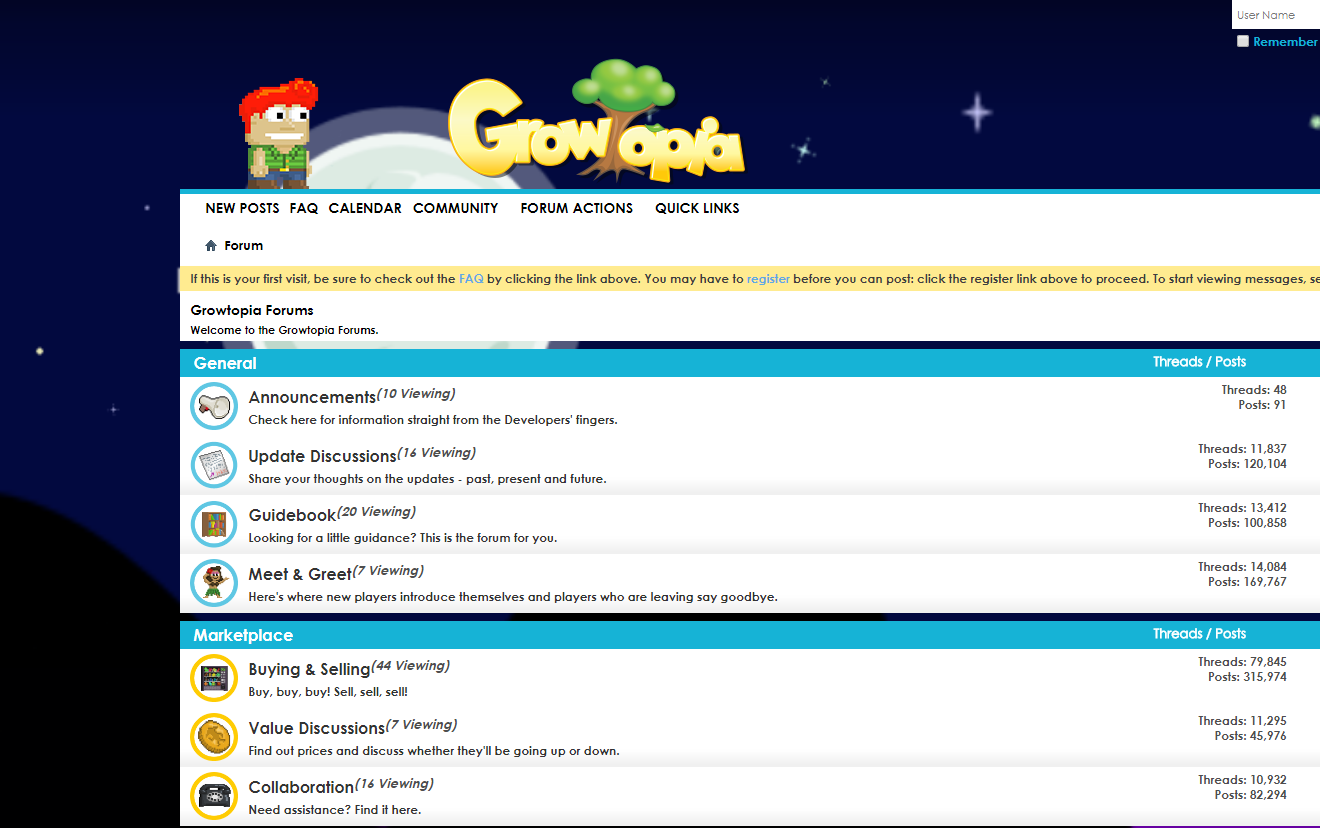 User Name
Remember
Growtopia
NEW POSTS FAQ CALENDAR COMMUNITY FORUM ACTIONS QUICK LINKS
Forum
If this is your first visit, be sure to check out the FAQ by clicking the link above. You may have to register before you can post: click the register link above to proceed. To start viewing messages, se
Growtopia Forums
Welcome to the Growtopia Forums.
General Threads / Posts
Announcements(10 Viewing) Threads: 48
Posts: 91
Check here for information straight from the Developers' fingers.
Update Discussions(16 Viewing) Threads: 11,837
Posts: 120,104
Share your thoughts on the updates - past, present and future.
Guidebook(20 Viewing) Threads: 13,412
Posts: 100,858
Looking for a little guidance? This is the forum for you.
Meet & Greet(7 Viewing) Threads: 14,084
Posts: 169,767
Here's where new players introduce themselves and players who are leaving say goodbye.
Marketplace Threads / Posts
Buying & Selling(44 Viewing) Threads: 79,845
Posts: 315,974
Buy, buy, buy! Sell, sell, sell!
Value Discussions(7 Viewing) Threads: 11,295
Posts: 45,976
Find out prices and discuss whether they'll be going up or down.
Collaboration(16 Viewing) Threads: 10,932
Posts: 82,294
Need assistance? Find it here.